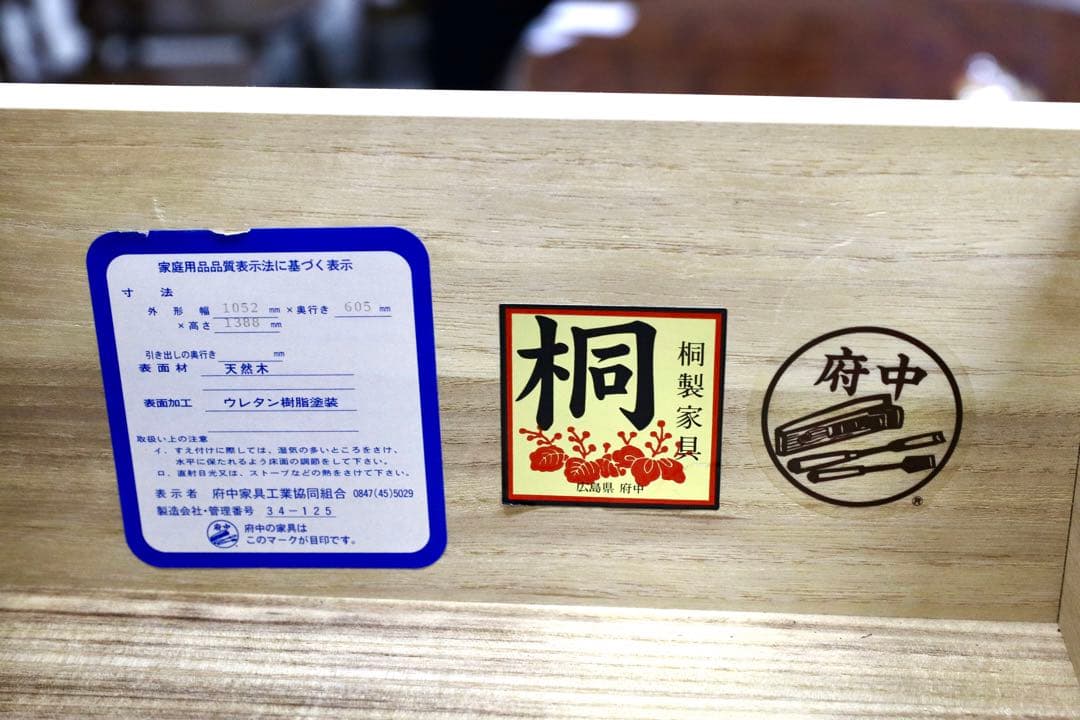 家庭用品品質表示法に基づく表示
寸 法
外 形 幅 1052 mm × 奥行き 605 mm
× 高さ 1388 mm
引き出しの奥行き mm
表面材 天然木
表面加工 ウレタン樹脂塗装
取扱い上の注意
イ. すえ付けに際しては、湿気の多いところをさけ、
水平に保たれるよう床面の調節をして下さい。
ロ. 直射日光又は、ストーブなどの熱をさけて下さい。
表示者 府中家具工業協同組合 0847(45)5029
製造会社・管理番号 34-125
府中
府中の家具は
このマークが目印です。
桐
桐製家具
広島県 府中
府中
®